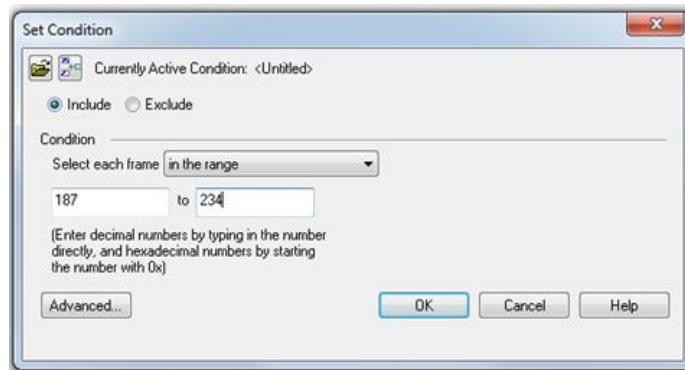 Set Condition
Currently Active Condition: <Untitled>
Include Exclude
Condition
Select each frame in the range
187 to 234
(Enter decimal numbers by typing in the number
directly, and hexadecimal numbers by starting
the number with 0x)
Advanced... OK Cancel Help